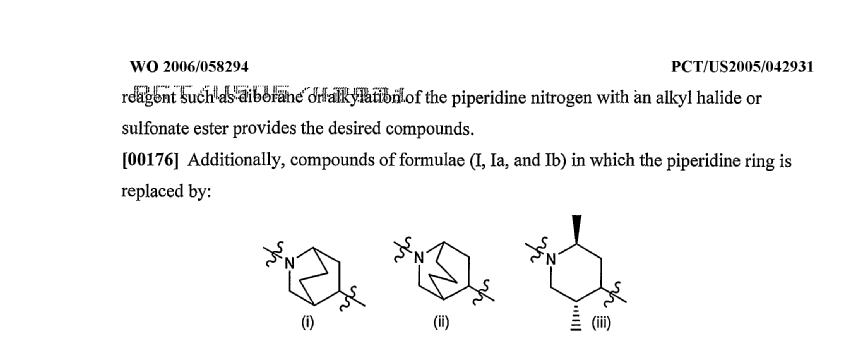 WO 2006/058294 PCT/US2005/042931
reagent such as diborane or alkylation of the piperidine nitrogen with an alkyl halide or
sulfonate ester provides the desired compounds.
[00176] Additionally, compounds of formulae (I, Ia, and Ib) in which the piperidine ring is
replaced by:
N N N
(i) (ii) (iii)